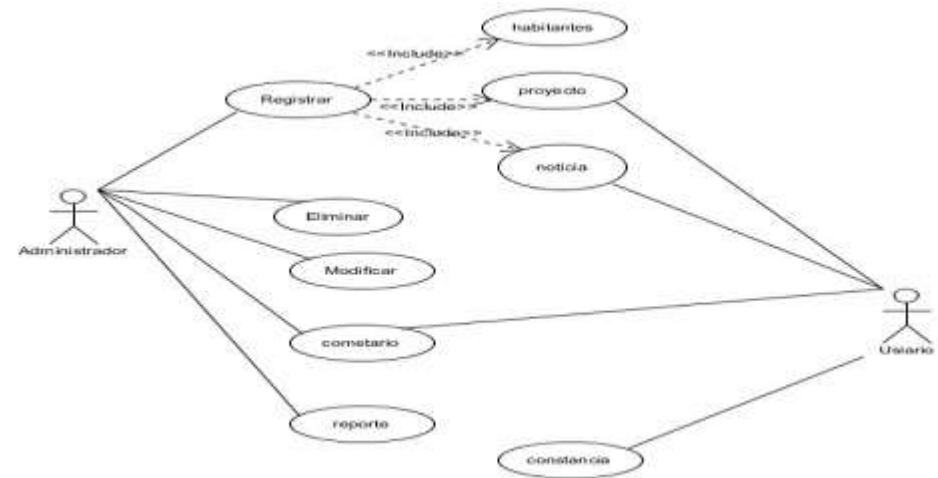 habitantes
<<Include>>
Registrar
proyecto
<<Include>>
<<Include>>
noticia
Eliminar
Administrador
Modificar
cometario
Usiario
reporte
constancia